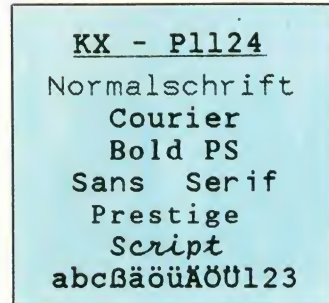 KX - P1124
Normalschrift
Courier
Bold PS
Sans Serif
Prestige
Script
abcßäöüÄÖÜ123